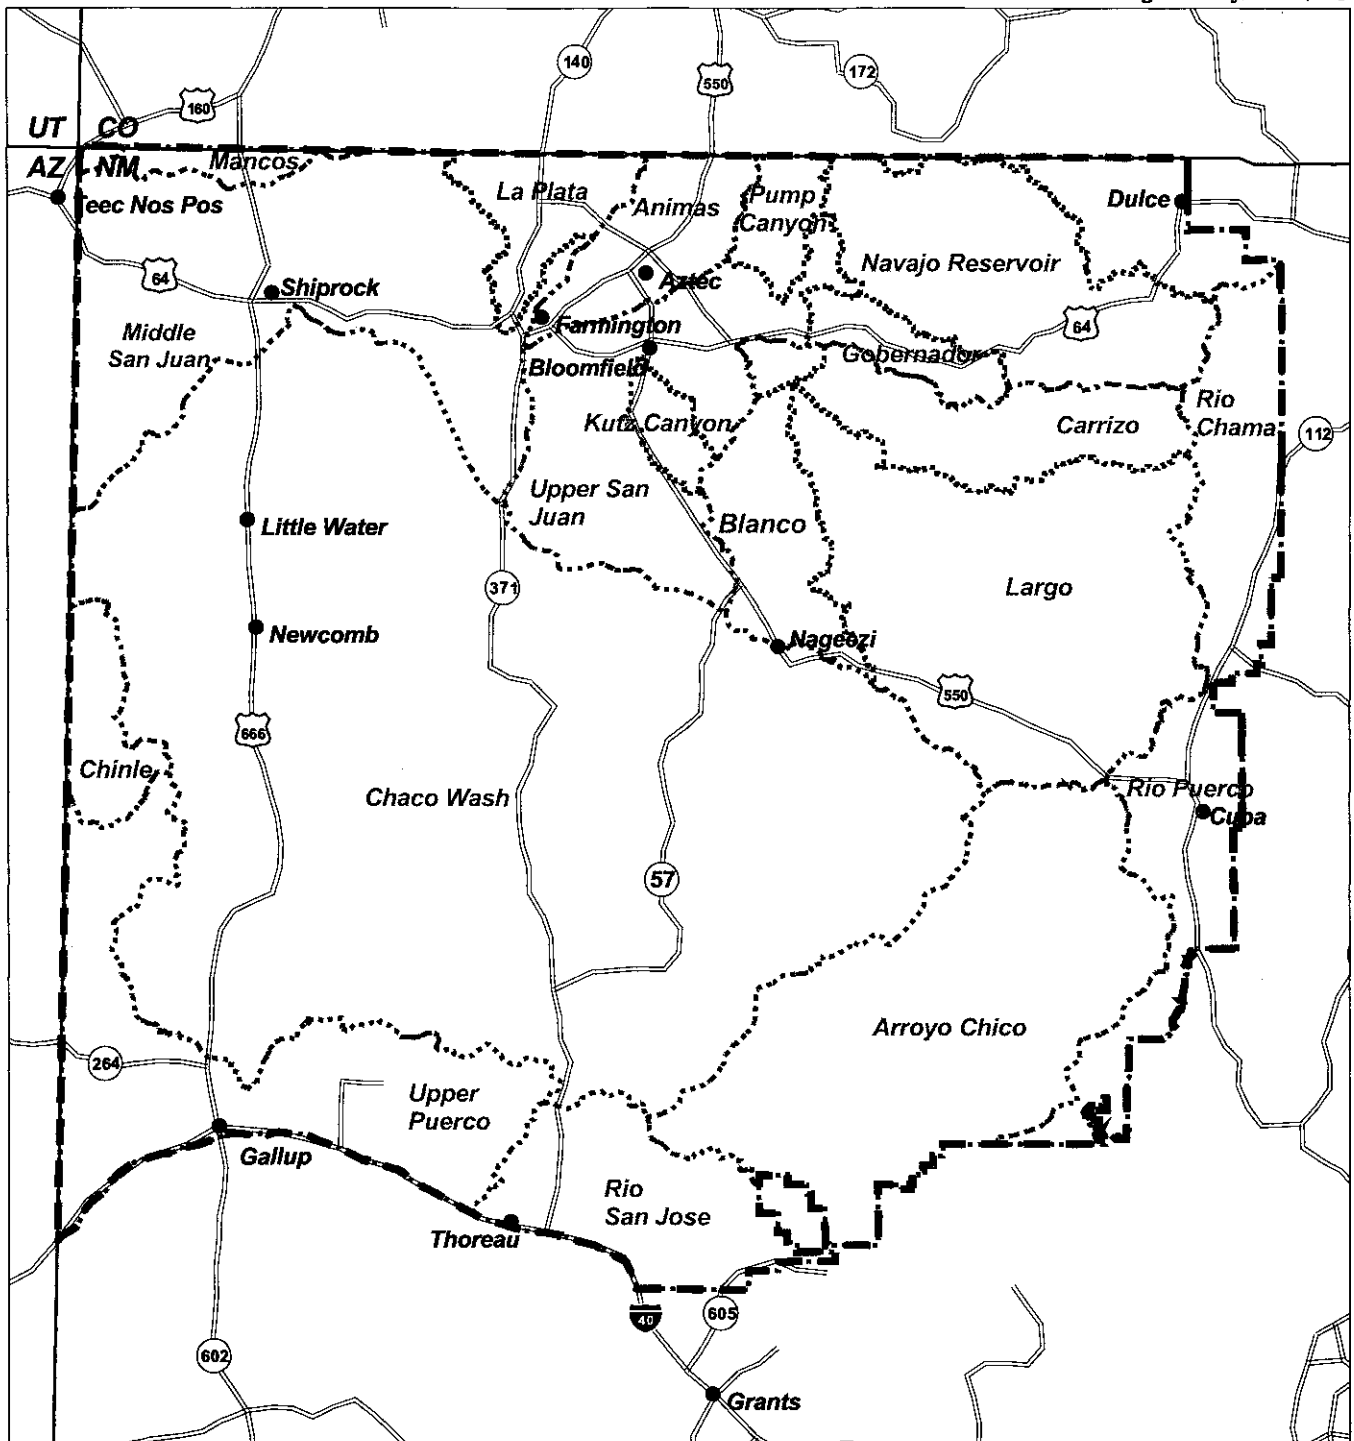 140
550
172
160
UT
CO
AZ
NM
Mancos
Teec Nos Pos
La Plata
Animas
Pump
Canyon
Dulce
Navajo Reservoir
64
Shiprock
Aztec
Farmington
64
Middle
San Juan
Gobernador
Bloomfield
Rio
Chama
Kutz Canyon
Carrizo
112
Upper San
Juan
Blanco
Little Water
371
Largo
Newcomb
Nageezi
550
666
Chinle
Chaco Wash
Rio Puerco
Cuba
57
Arroyo Chico
264
Upper
Puerco
Gallup
Rio
San Jose
Thoreau
40
605
602
Grants